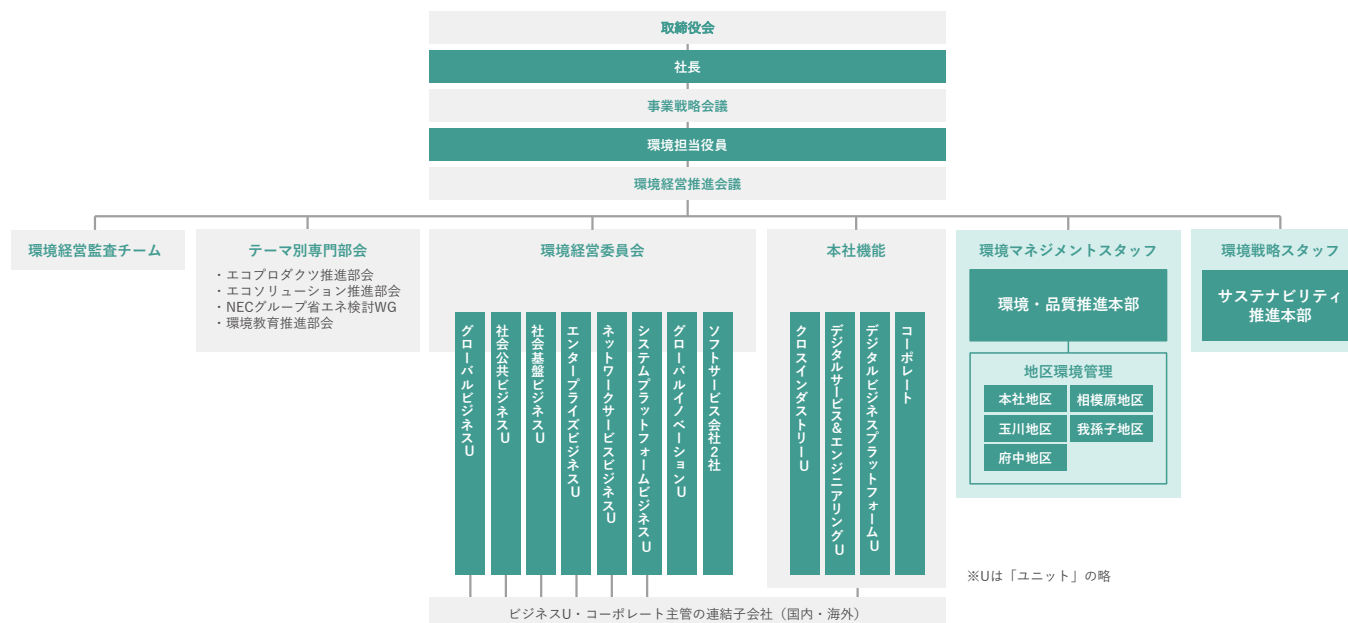 取締役会
社長
事業戦略会議
環境担当役員
環境経営推進会議
環境経営監査チーム
テーマ別専門部会
・エコプロダクツ推進部会
・エコソリューション推進部会
・NECグループ省エネ検討WG
・環境教育推進部会
環境経営委員会
グローバルビジネスU
社会公共ビジネスU
社会基盤ビジネスU
エンタープライズビジネスU
ネットワークサービスビジネスU
システムプラットフォームビジネスU
グローバルイノベーションU
ソフトサービス会社2社
本社機能
クロスインダストリーU
デジタルサービス&エンジニアリングU
デジタルビジネスプラットフォームU
コーポレート
環境マネジメントスタッフ
環境・品質推進本部
地区環境管理
本社地区
相模原地区
玉川地区
我孫子地区
府中地区
環境戦略スタッフ
サステナビリティ
推進本部
※Uは「ユニット」の略
ビジネスU・コーポレート主管の連結子会社（国内・海外）